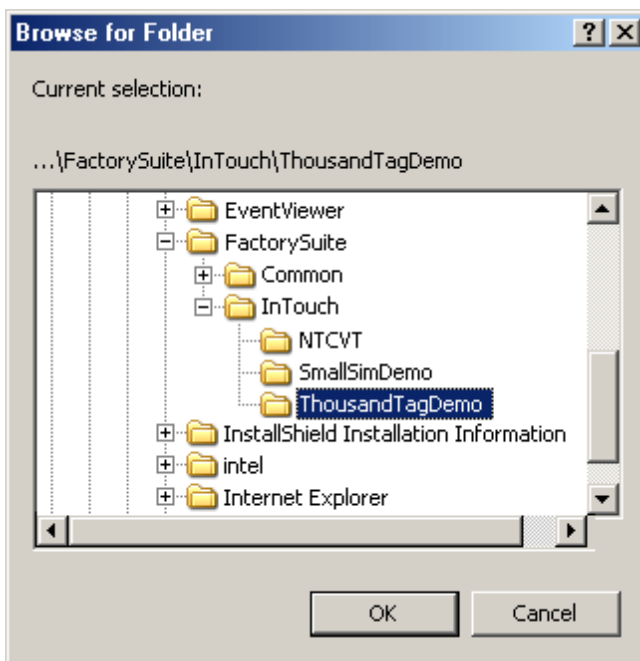 Browse for Folder
Current selection:
...\FactorySuite\InTouch\ThousandTagDemo
EventViewer
FactorySuite
Common
InTouch
NTCVT
SmallSimDemo
ThousandTagDemo
InstallShield Installation Information
intel
Internet Explorer
OK Cancel